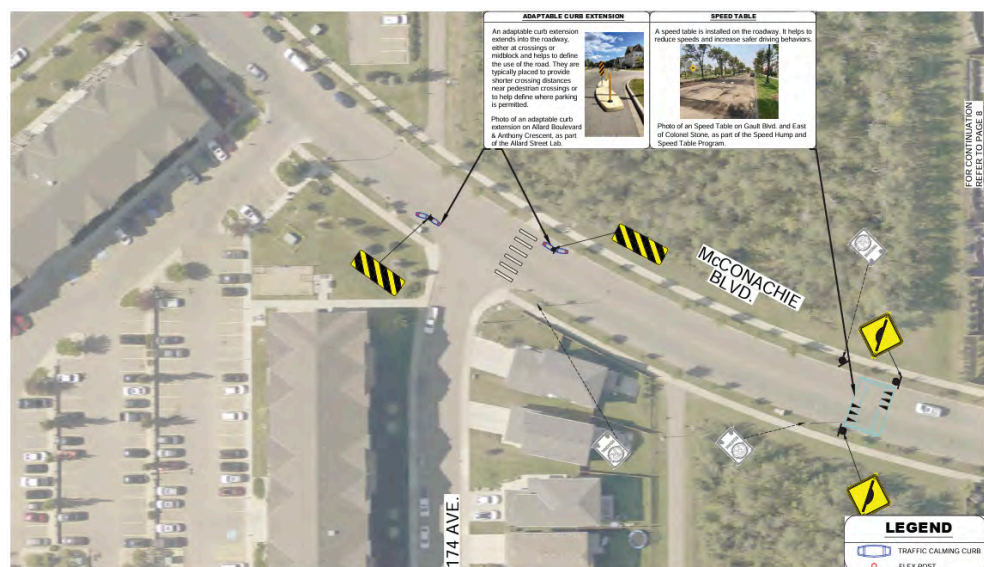 ADAPTABLE CURB EXTENSION
An adaptable curb extension
extends into the roadway,
either at crossings or
midblock and helps to define
the use of the road. They are
typically placed to provide
shorter crossing distances
near pedestrian crossings or
to help define where parking
is permitted.
Photo of an adaptable curb
extension on Allard Boulevard
& Anthony Crescent, as part
of the Allard Street Lab.
SPEED TABLE
A speed table is installed on the roadway. It helps to
reduce speeds and increase safer driving behaviors.
Photo of an Speed Table on Gault Blvd. and East
of Colonel Stone, as part of the Speed Hump and
Speed Table Program.
FOR CONTINUATION
REFER TO PAGE 8
McCONACHIE
BLVD.
174 AVE.
LEGEND
TRAFFIC CALMING CURB
FLEX POST